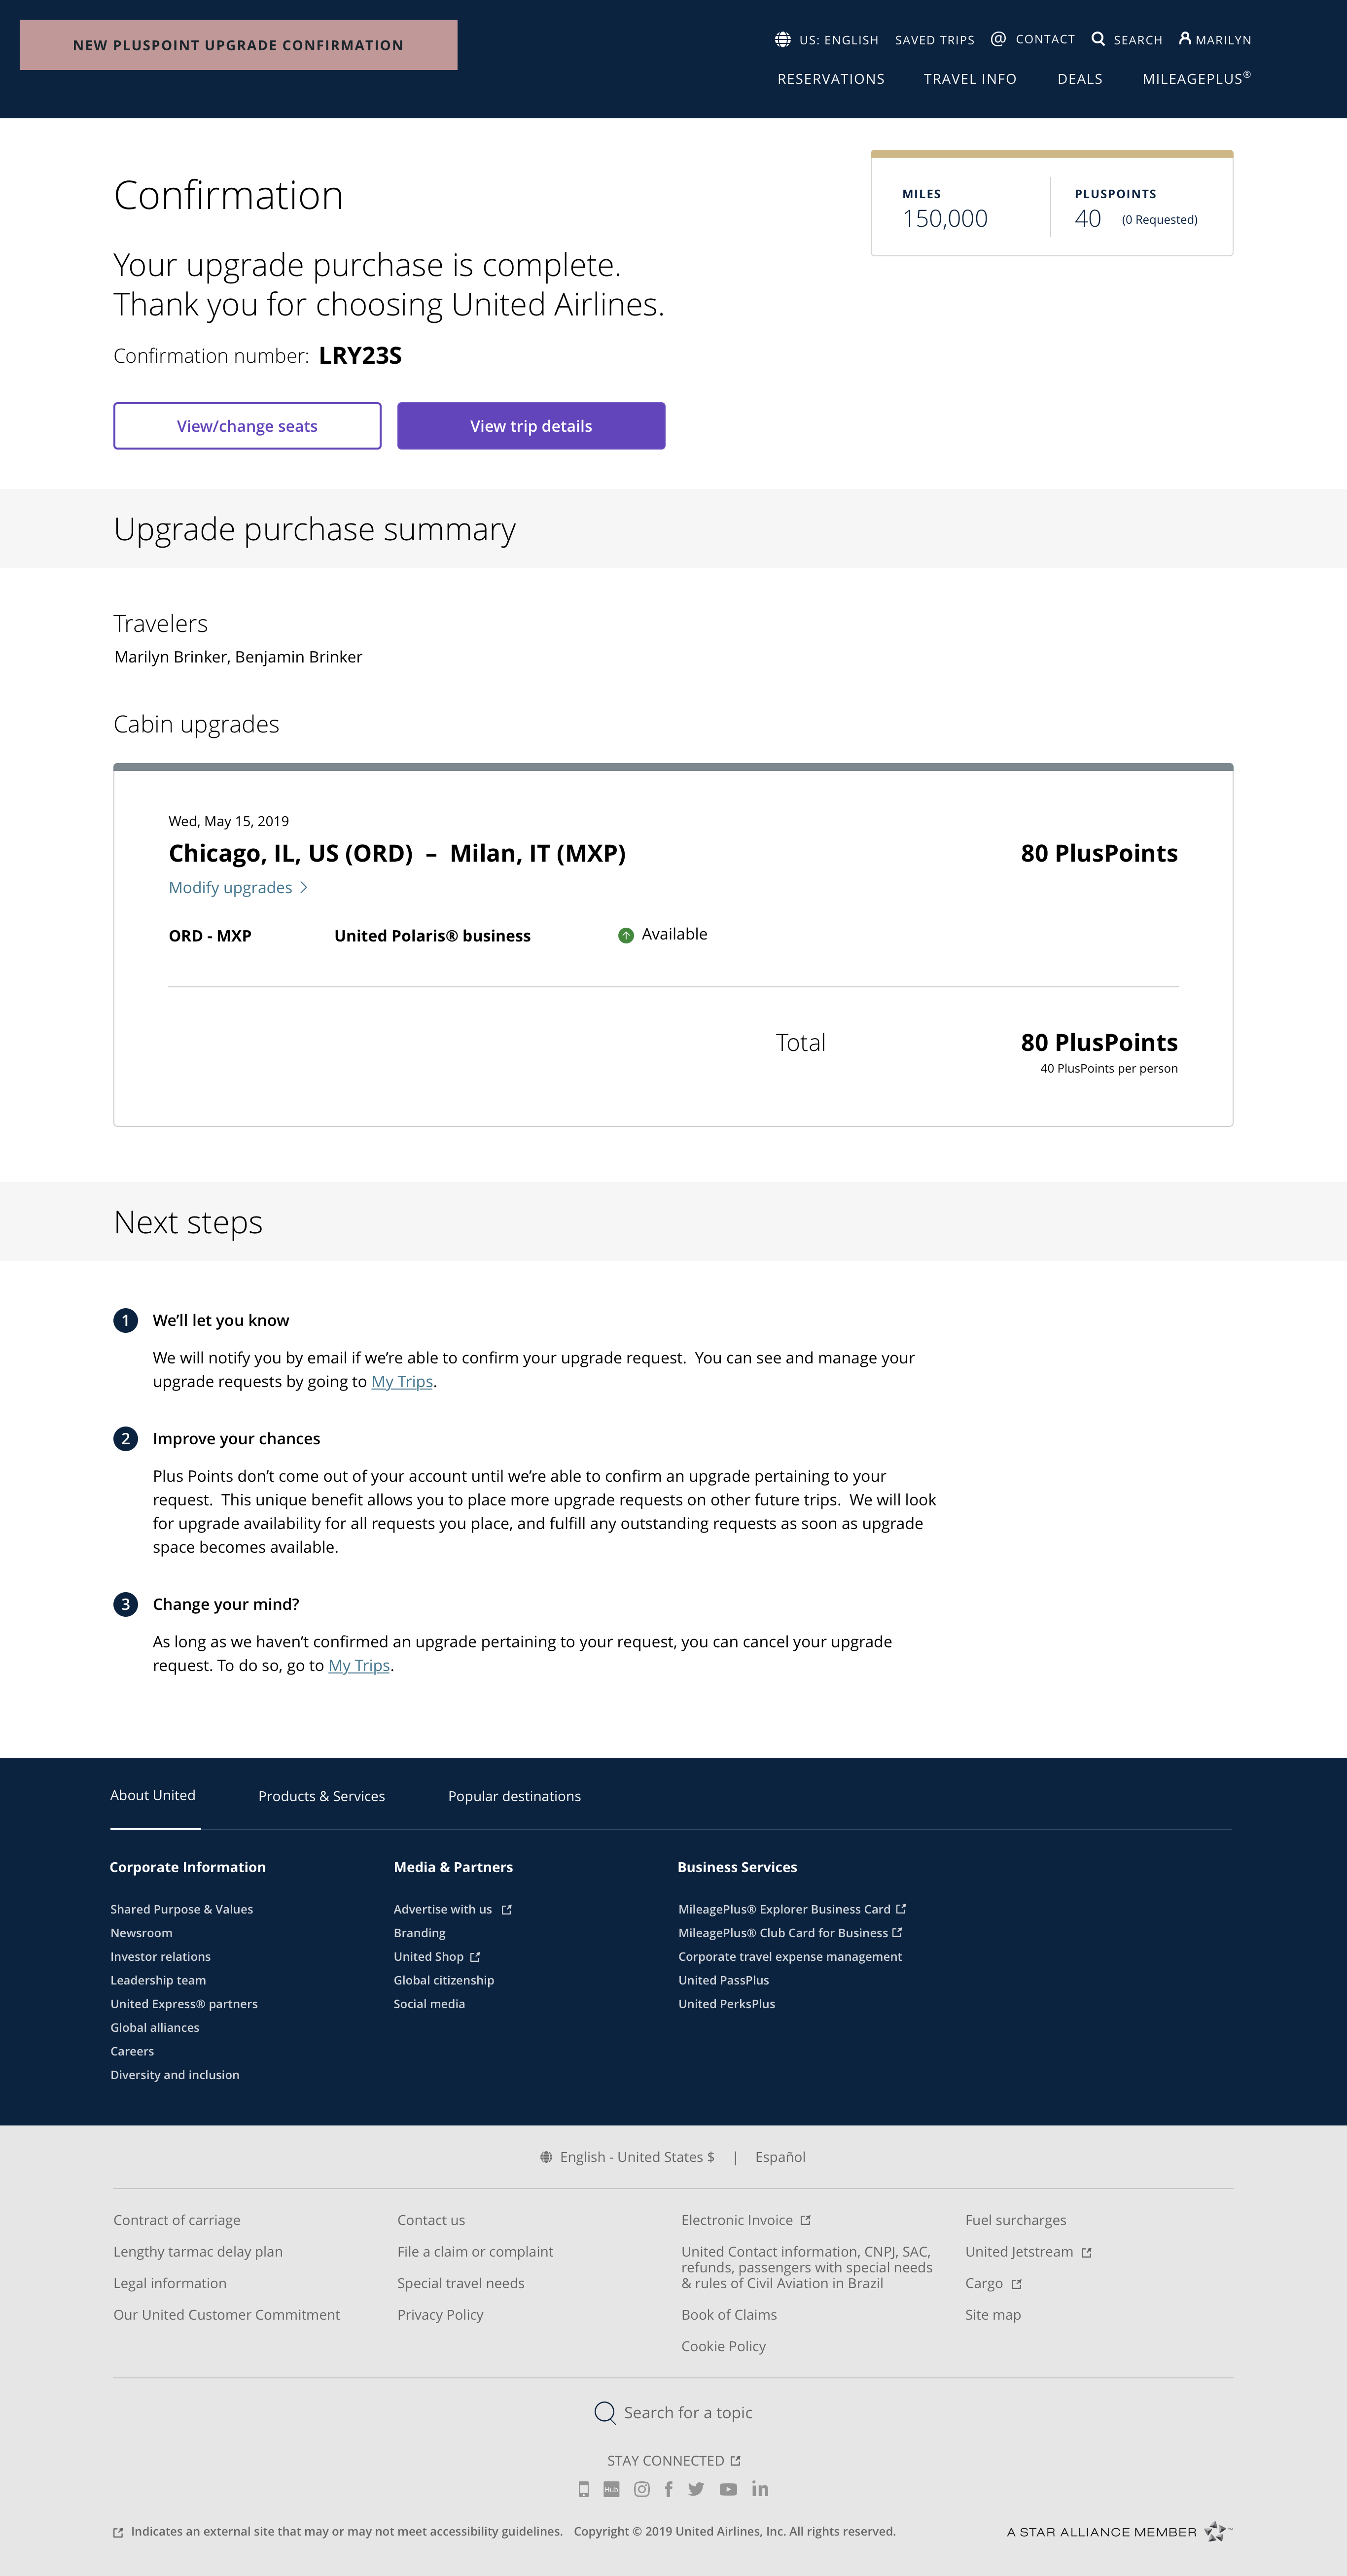 NEW PLUSPOINT UPGRADE CONFIRMATION
US: ENGLISH SAVED TRIPS CONTACT SEARCH MARILYN
RESERVATIONS TRAVEL INFO DEALS MILEAGEPLUS®
Confirmation
MILES PLUSPOINTS
150,000 40 (0 Requested)
Your upgrade purchase is complete.
Thank you for choosing United Airlines.
Confirmation number: LRY23S
View/change seats View trip details
Upgrade purchase summary
Travelers
Marilyn Brinker, Benjamin Brinker
Cabin upgrades
Wed, May 15, 2019
Chicago, IL, US (ORD) – Milan, IT (MXP) 80 PlusPoints
Modify upgrades
ORD - MXP United Polaris® business Available
Total 80 PlusPoints
40 PlusPoints per person
Next steps
1 We’ll let you know
We will notify you by email if we’re able to confirm your upgrade request. You can see and manage your
upgrade requests by going to My Trips.
2 Improve your chances
Plus Points don’t come out of your account until we’re able to confirm an upgrade pertaining to your
request. This unique benefit allows you to place more upgrade requests on other future trips. We will look
for upgrade availability for all requests you place, and fulfill any outstanding requests as soon as upgrade
space becomes available.
3 Change your mind?
As long as we haven’t confirmed an upgrade pertaining to your request, you can cancel your upgrade
request. To do so, go to My Trips.
About United Products & Services Popular destinations
Corporate Information
Shared Purpose & Values
Newsroom
Investor relations
Leadership team
United Express® partners
Global alliances
Careers
Diversity and inclusion
Media & Partners
Advertise with us
Branding
United Shop
Global citizenship
Social media
Business Services
MileagePlus® Explorer Business Card
MileagePlus® Club Card for Business
Corporate travel expense management
United PassPlus
United PerksPlus
English - United States $ | Español
Contract of carriage
Lengthy tarmac delay plan
Legal information
Our United Customer Commitment
Contact us
File a claim or complaint
Special travel needs
Privacy Policy
Electronic Invoice
United Contact information, CNPJ, SAC,
refunds, passengers with special needs
& rules of Civil Aviation in Brazil
Book of Claims
Cookie Policy
Fuel surcharges
United Jetstream
Cargo
Site map
Search for a topic
STAY CONNECTED
Hub
Indicates an external site that may or may not meet accessibility guidelines. Copyright © 2019 United Airlines, Inc. All rights reserved.
A STAR ALLIANCE MEMBER ™